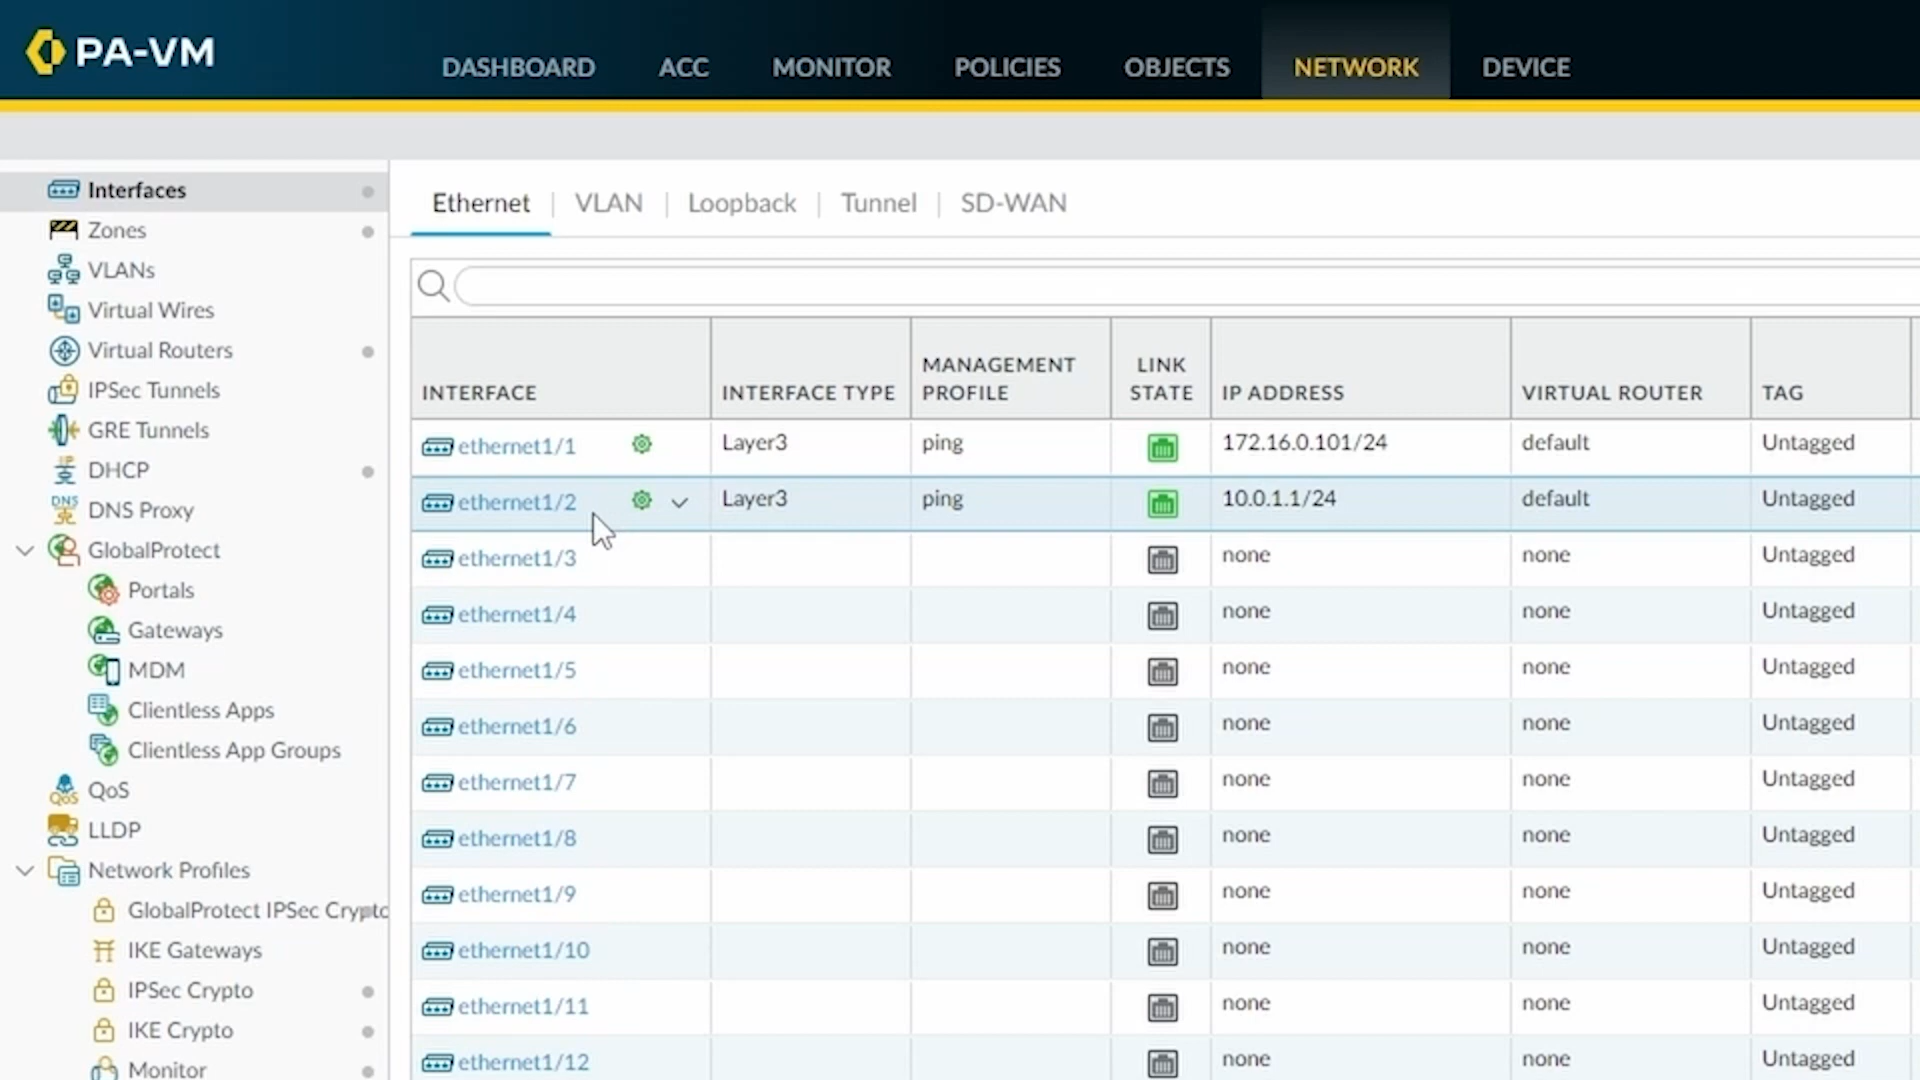 PA-VM
DASHBOARD ACC MONITOR POLICIES OBJECTS NETWORK DEVICE
Interfaces
Zones
VLANs
Virtual Wires
Virtual Routers
IPSec Tunnels
GRE Tunnels
DHCP
DNS Proxy
GlobalProtect
Portals
Gateways
MDM
Clientless Apps
Clientless App Groups
QoS
LLDP
Network Profiles
GlobalProtect IPSec Crypto
IKE Gateways
IPSec Crypto
IKE Crypto
Monitor
Ethernet | VLAN | Loopback | Tunnel | SD-WAN
INTERFACE INTERFACE TYPE MANAGEMENT PROFILE LINK STATE IP ADDRESS VIRTUAL ROUTER TAG
ethernet1/1 Layer3 ping 172.16.0.101/24 default Untagged
ethernet1/2 Layer3 ping 10.0.1.1/24 default Untagged
ethernet1/3 none none Untagged
ethernet1/4 none none Untagged
ethernet1/5 none none Untagged
ethernet1/6 none none Untagged
ethernet1/7 none none Untagged
ethernet1/8 none none Untagged
ethernet1/9 none none Untagged
ethernet1/10 none none Untagged
ethernet1/11 none none Untagged
ethernet1/12 none none Untagged